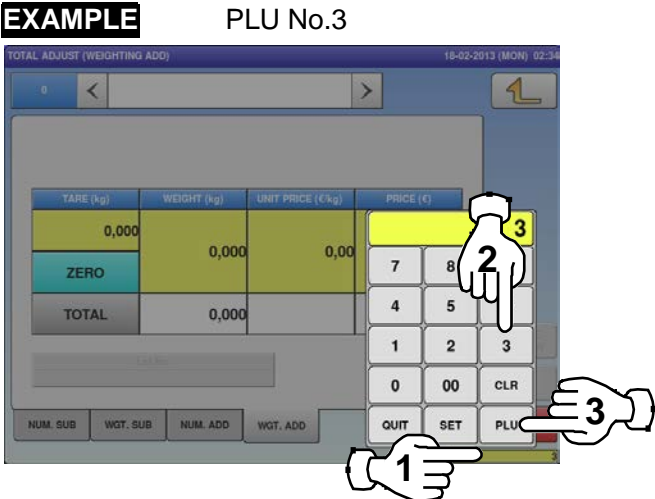 EXAMPLE PLU No.3
TOTAL ADJUST (WEIGHTING ADD) 18-02-2013 (MON) 02:34
0 < >
TARE (kg) WEIGHT (kg) UNIT PRICE (€/kg) PRICE (€)
0,000
0,000 0,00
ZERO
TOTAL 0,000
3
7 8
4 5
1 2 3
0 00 CLR
QUIT SET PLU
NUM. SUB WGT. SUB NUM. ADD WGT. ADD
3
2
3
1